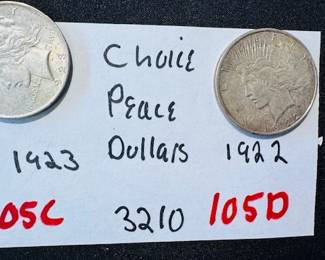 Choice
Peace
1923 Dollars 1922
05C 3210 105D